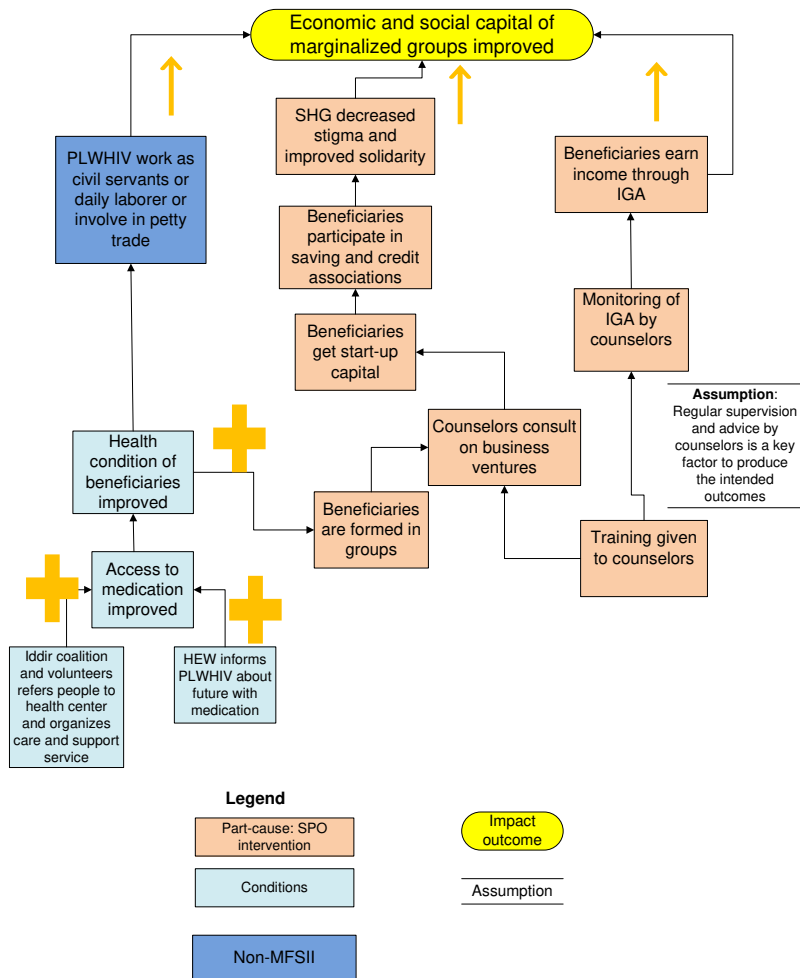 Economic and social capital of
marginalized groups improved
SHG decreased
stigma and
improved solidarity
PLWHIV work as
civil servants or
daily laborer or
involve in petty
trade
Beneficiaries earn
income through
IGA
Beneficiaries
participate in
saving and credit
associations
Monitoring of
IGA by
counselors
Beneficiaries
get start-up
capital
Assumption:
Regular supervision
and advice by
counselors is a key
factor to produce
the intended
outcomes
Health
condition of
beneficiaries
improved
Counselors consult
on business
ventures
Beneficiaries
are formed in
groups
Training given
to counselors
Access to
medication
improved
Iddir coalition
and volunteers
refers people to
health center
and organizes
care and support
service
HEW informs
PLWHIV about
future with
medication
Legend
Part-cause: SPO
intervention
Impact
outcome
Conditions
Assumption
Non-MFSII